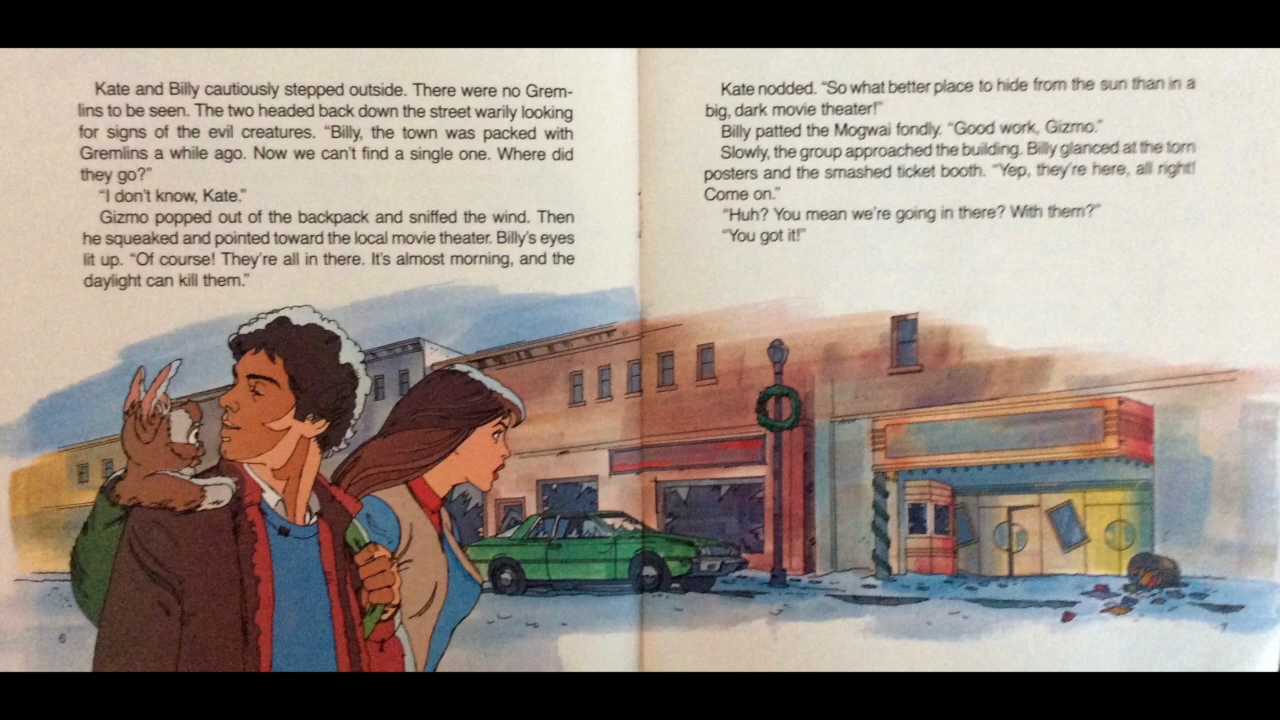 Kate and Billy cautiously stepped outside. There were no Grem-
lins to be seen. The two headed back down the street warily looking
for signs of the evil creatures. “Billy, the town was packed with
Gremlins a while ago. Now we can’t find a single one. Where did
they go?”
“I don’t know, Kate.”
Gizmo popped out of the backpack and sniffed the wind. Then
he squeaked and pointed toward the local movie theater. Billy’s eyes
lit up. “Of course! They’re all in there. It’s almost morning, and the
daylight can kill them.”
6
Kate nodded. “So what better place to hide from the sun than in a
big, dark movie theater!”
Billy patted the Mogwai fondly. “Good work, Gizmo.”
Slowly, the group approached the building. Billy glanced at the torn
posters and the smashed ticket booth. “Yep, they’re here, all right!
Come on.”
“Huh? You mean we’re going in there? With them?”
“You got it!”
7